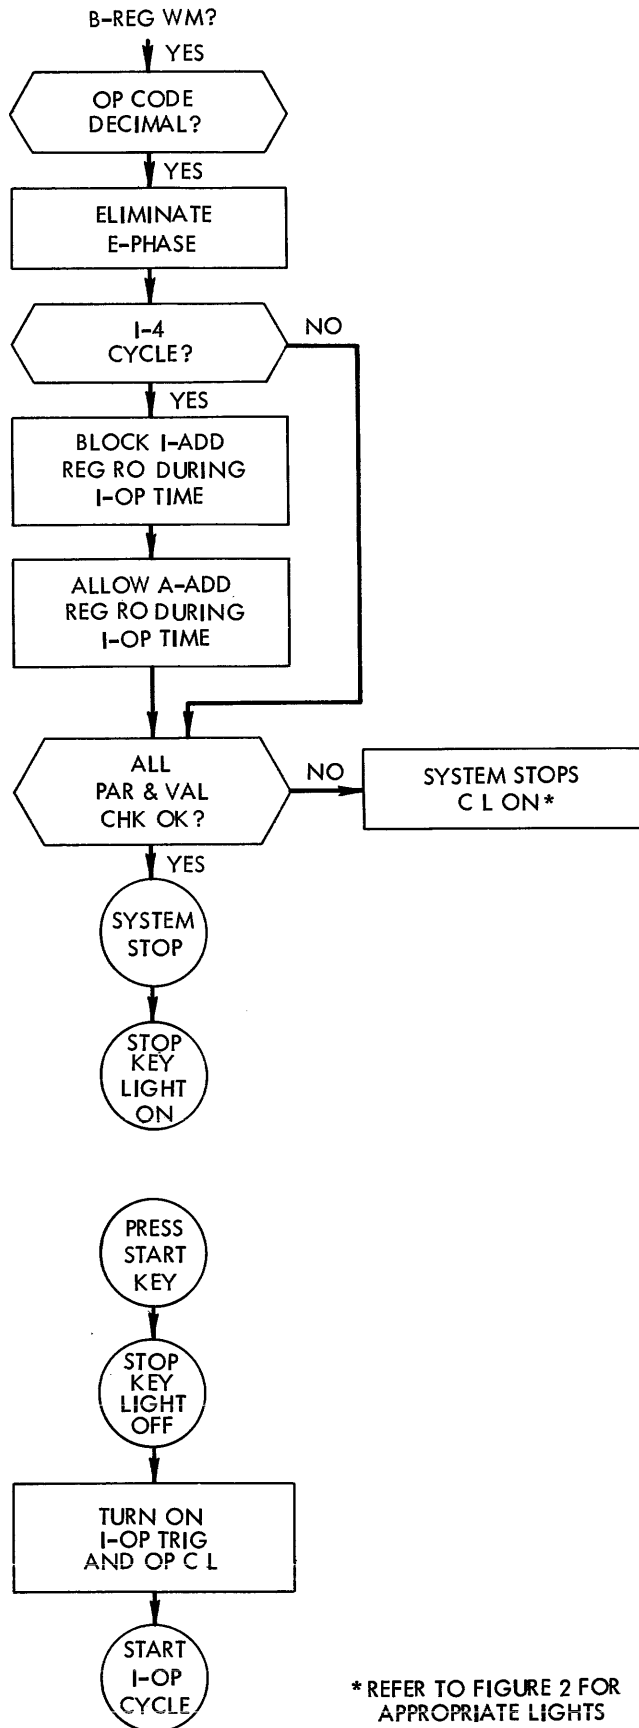 B-REG WM?
YES
OP CODE
DECIMAL?
YES
ELIMINATE
E-PHASE
I-4
CYCLE?
NO
YES
BLOCK I-ADD
REG RO DURING
I-OP TIME
ALLOW A-ADD
REG RO DURING
I-OP TIME
ALL
PAR & VAL
CHK OK?
NO
SYSTEM STOPS
C L ON*
YES
SYSTEM
STOP
STOP
KEY
LIGHT
ON
PRESS
START
KEY
STOP
KEY
LIGHT
OFF
TURN ON
I-OP TRIG
AND OP C L
START
I-OP
CYCLE
*REFER TO FIGURE 2 FOR
APPROPRIATE LIGHTS